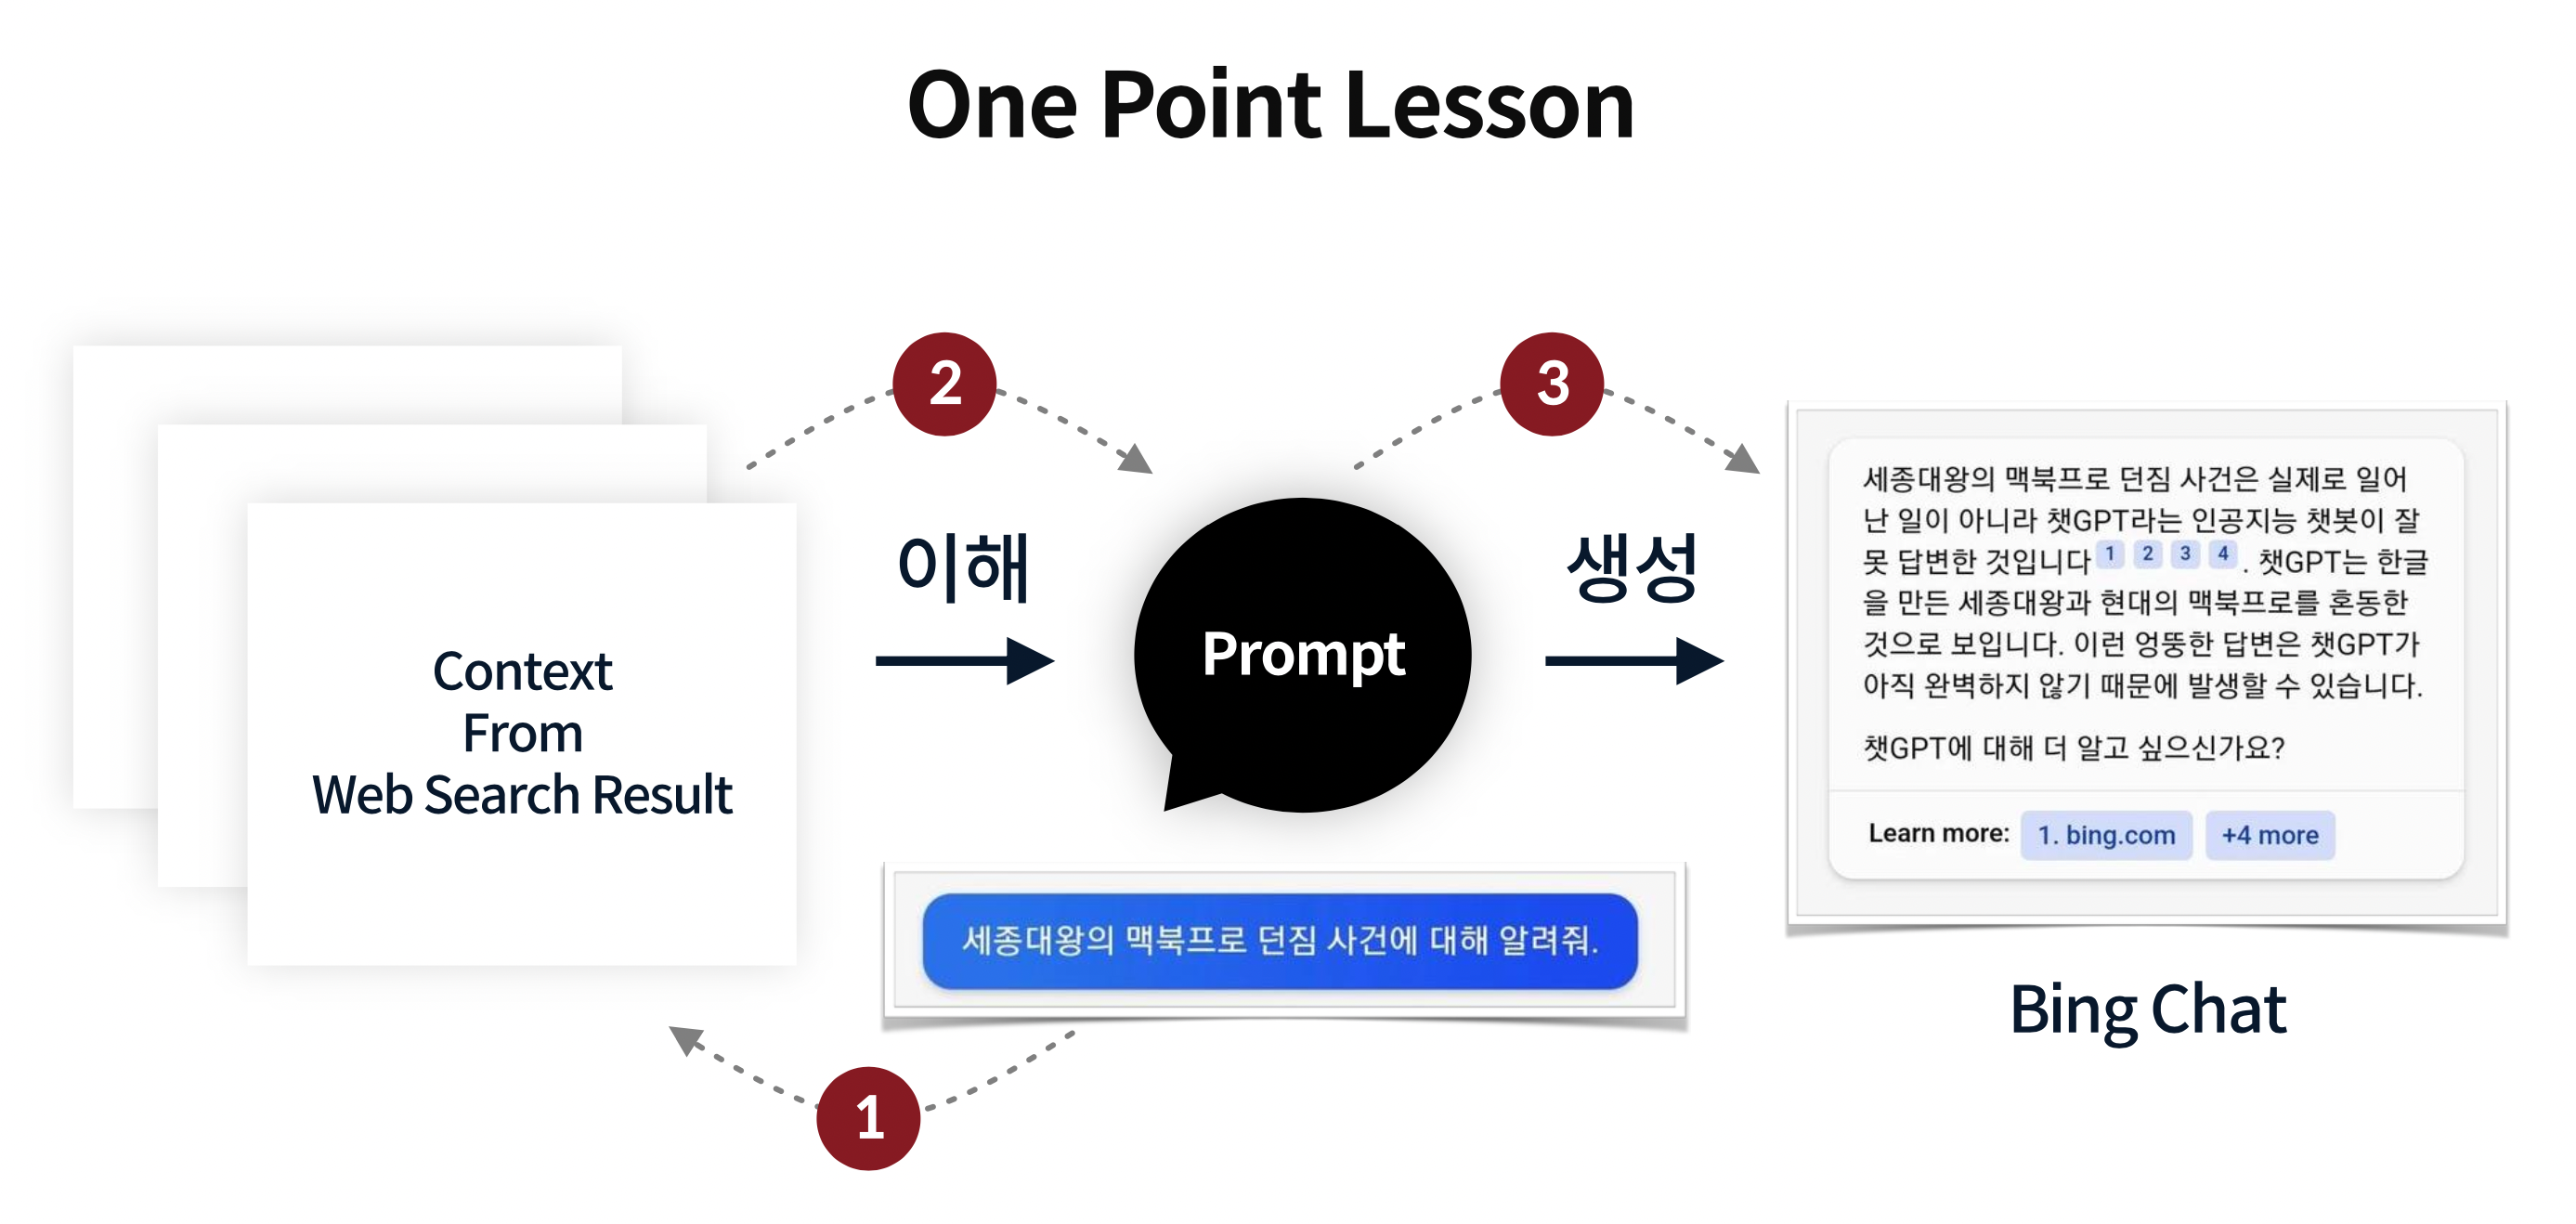 One Point Lesson
2
3
이해
생성
Context
From
Web Search Result
Prompt
세종대왕의 맥북프로 던짐 사건에 대해 알려줘.
1
세종대왕의 맥북프로 던짐 사건은 실제로 일어
난 일이 아니라 챗GPT라는 인공지능 챗봇이 잘
못 답변한 것입니다 1 2 3 4 . 챗GPT는 한글
을 만든 세종대왕과 현대의 맥북프로를 혼동한
것으로 보입니다. 이런 엉뚱한 답변은 챗GPT가
아직 완벽하지 않기 때문에 발생할 수 있습니다.
챗GPT에 대해 더 알고 싶으신가요?
Learn more: 1. bing.com +4 more
Bing Chat